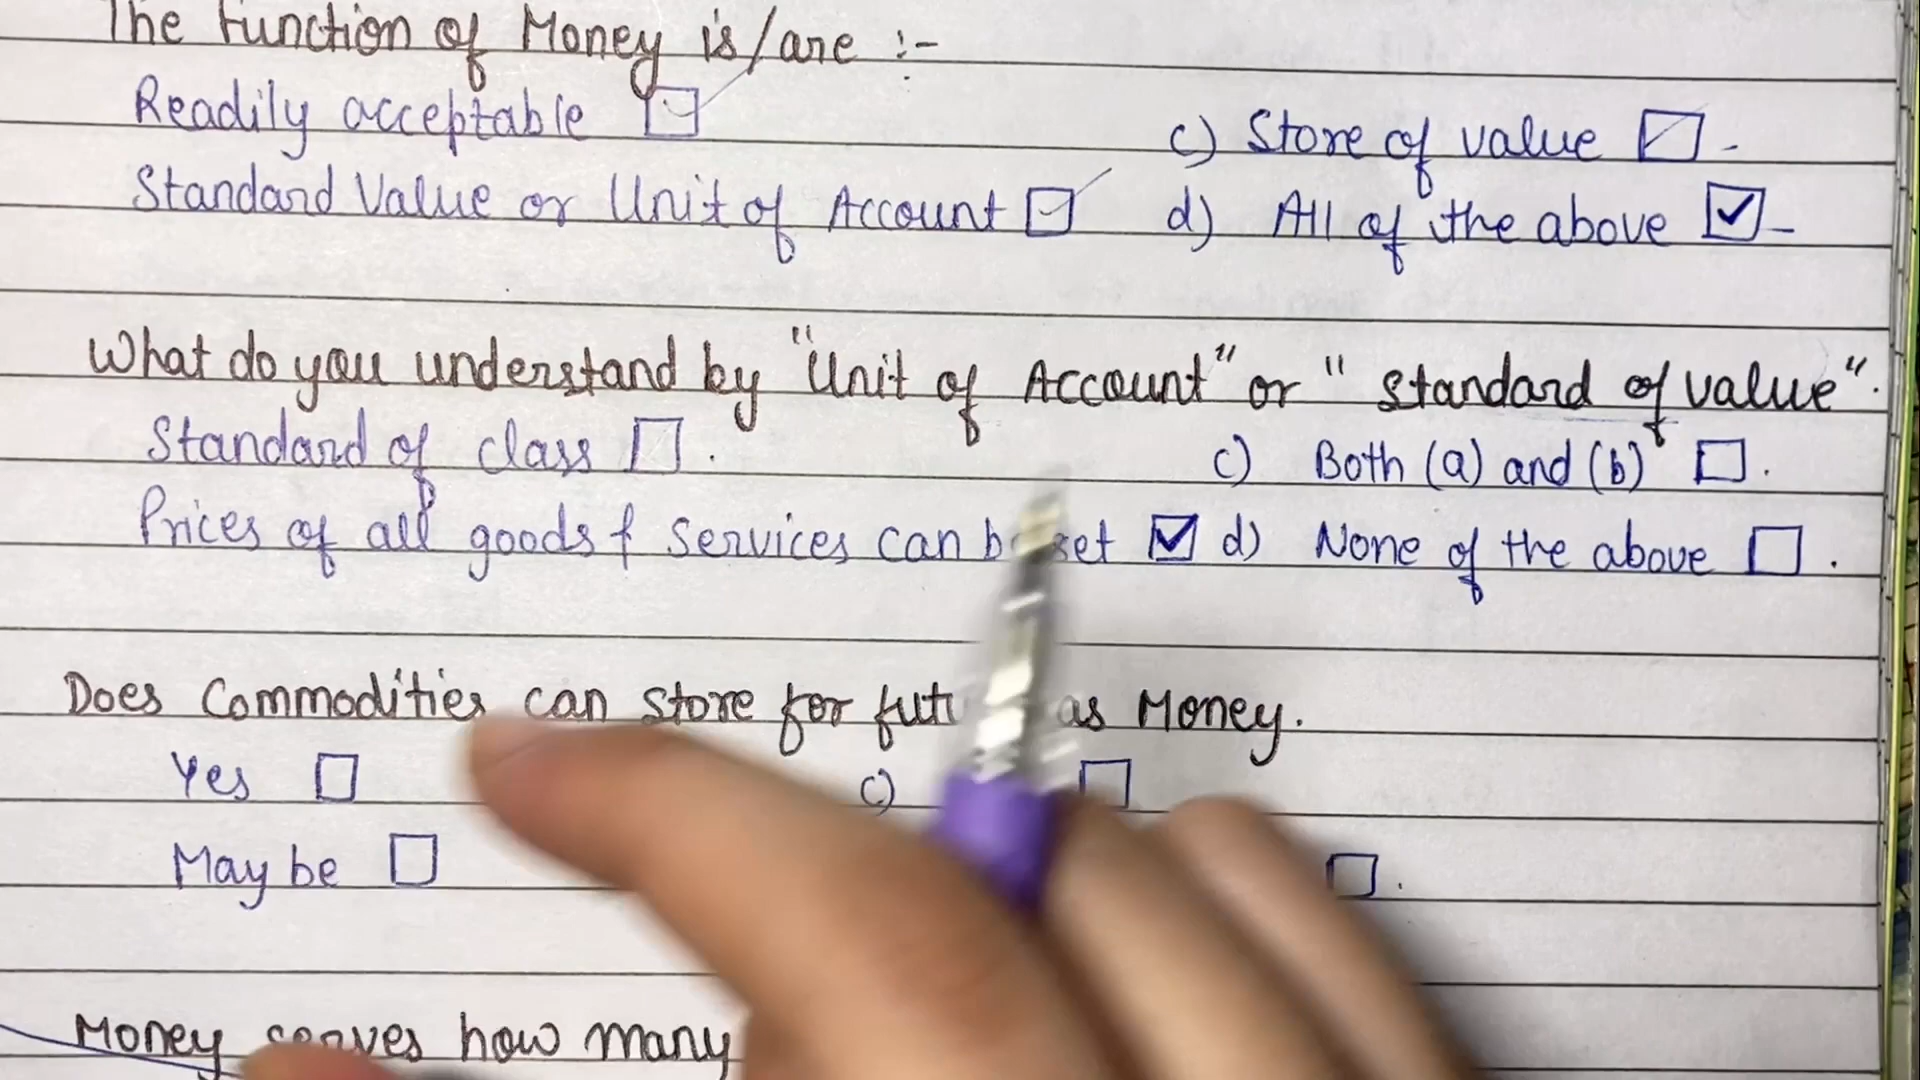 The Function of Money is/are :-
Readily acceptable
c) Store of value
Standard Value or Unit of Account
d) All of the above
What do you understand by "Unit of Account" or "Standard of value".
Standard of class
c) Both (a) and (b)
Prices of all goods & Services can be set
d) None of the above
Does Commodities can store for as Money.
Yes
c)
May be
Money serves how many